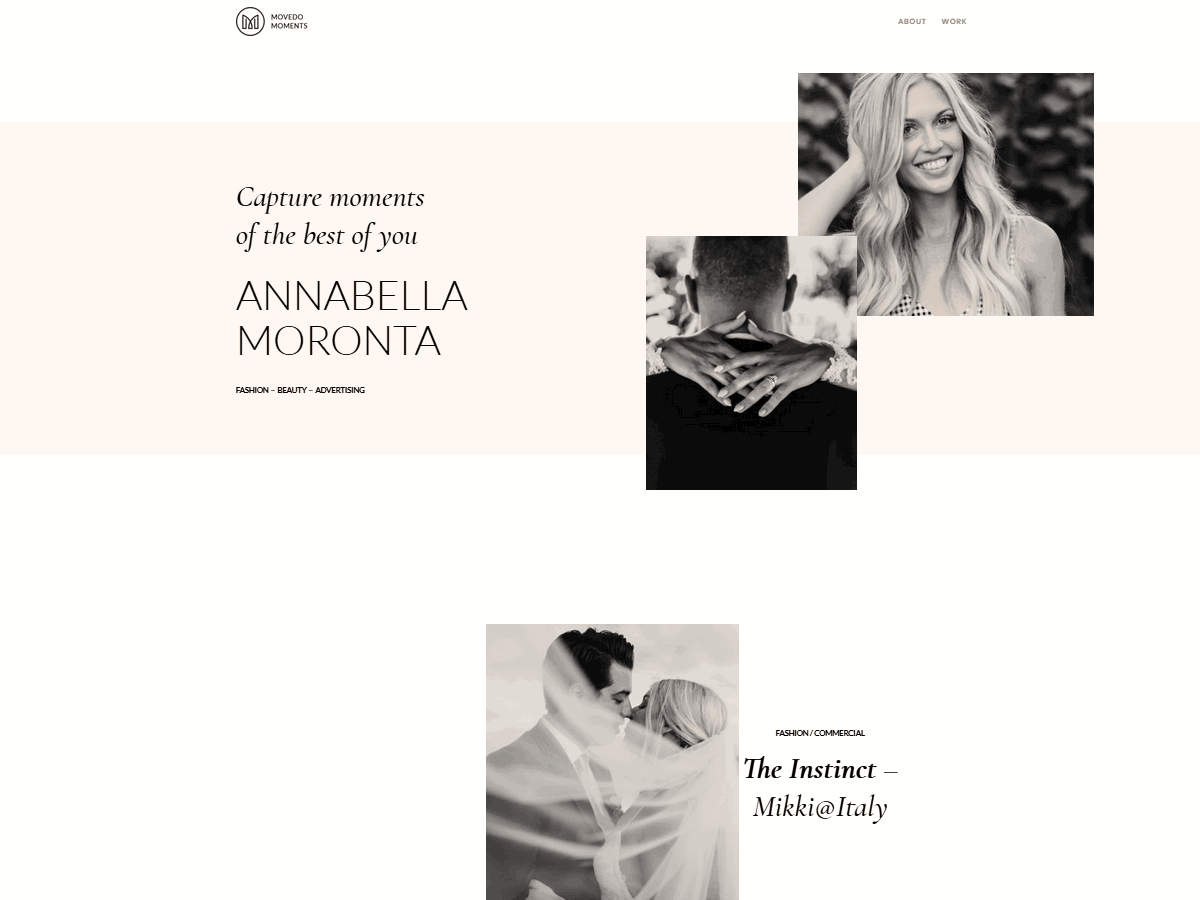 MOVEDO
MOMENTS
ABOUT WORK
Capture moments
of the best of you
ANNABELLA
MORONTA
FASHION – BEAUTY – ADVERTISING
FASHION / COMMERCIAL
The Instinct –
Mikki@Italy